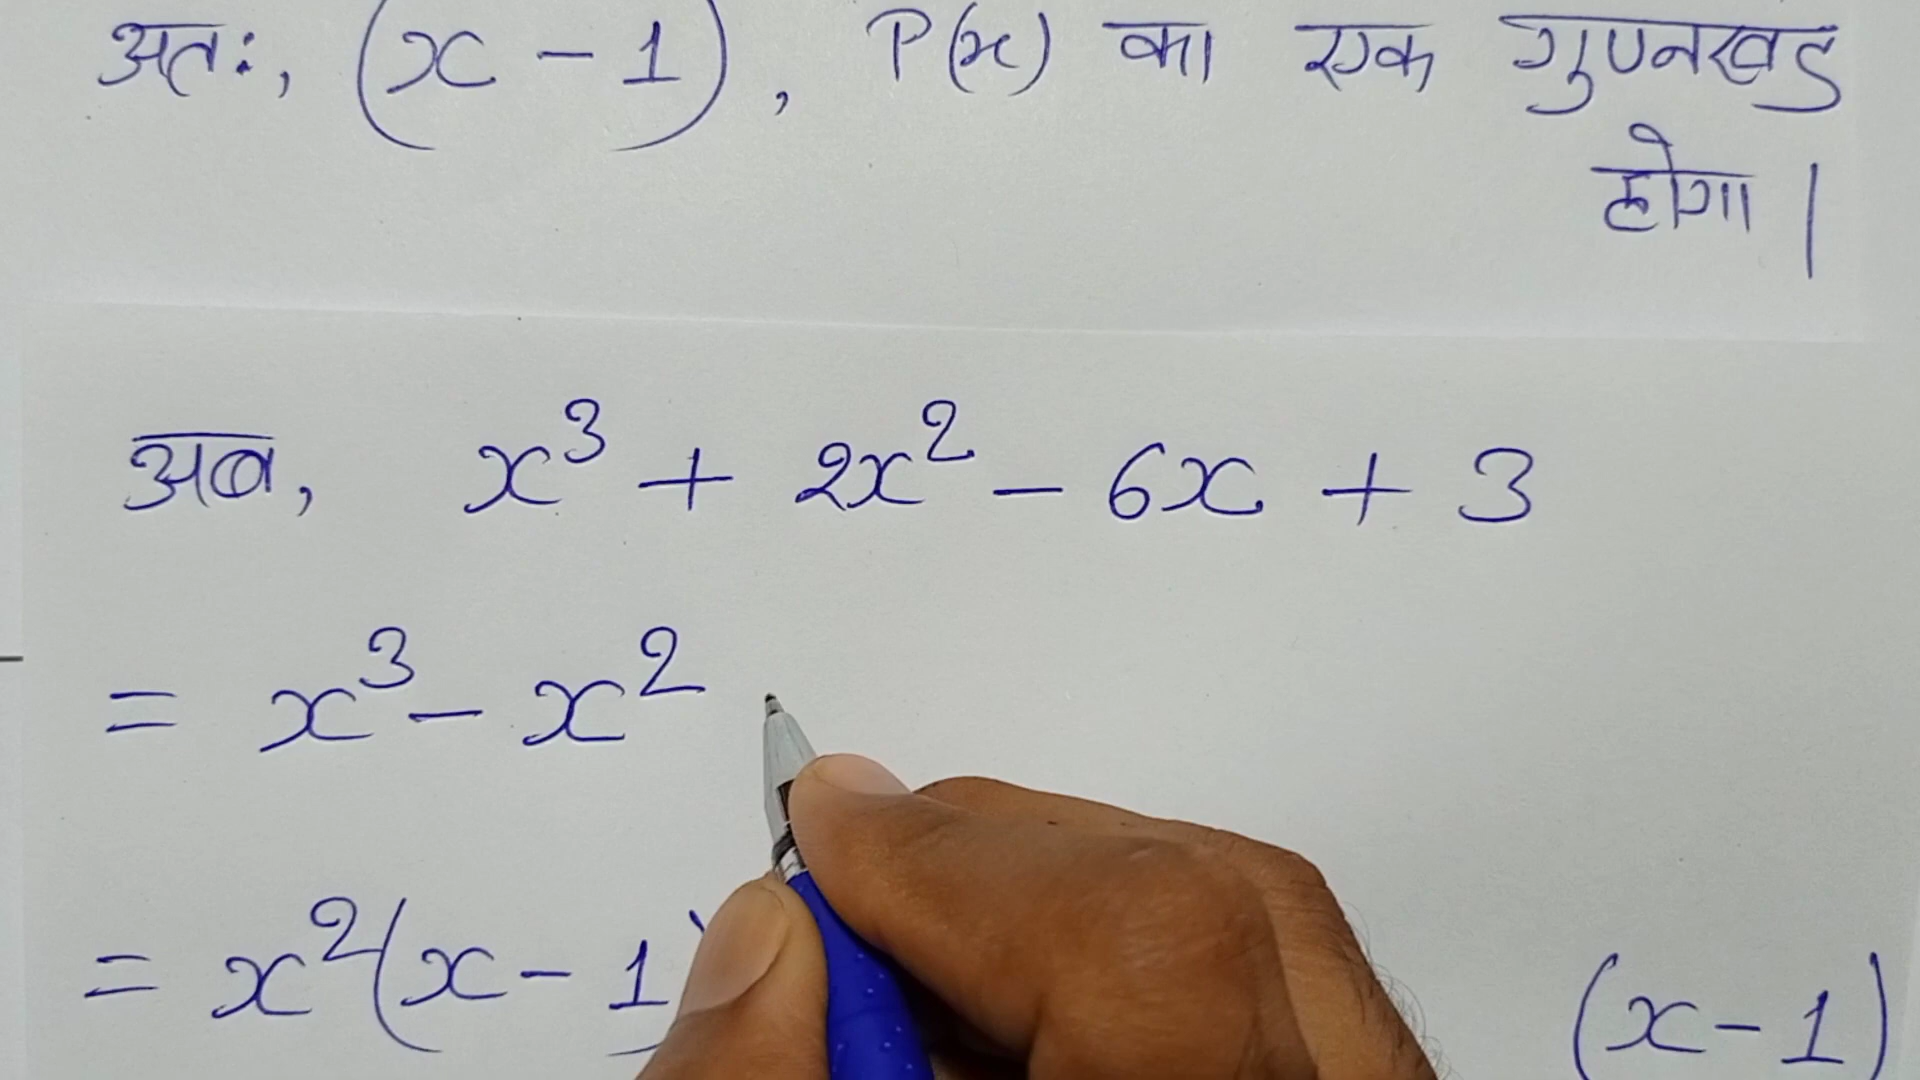 अतः, (x - 1), P(x) का एक गुणनखंड
होगा |
अब, x³ + 2x² - 6x + 3
= x³ - x²
= x²(x - 1)
(x - 1)